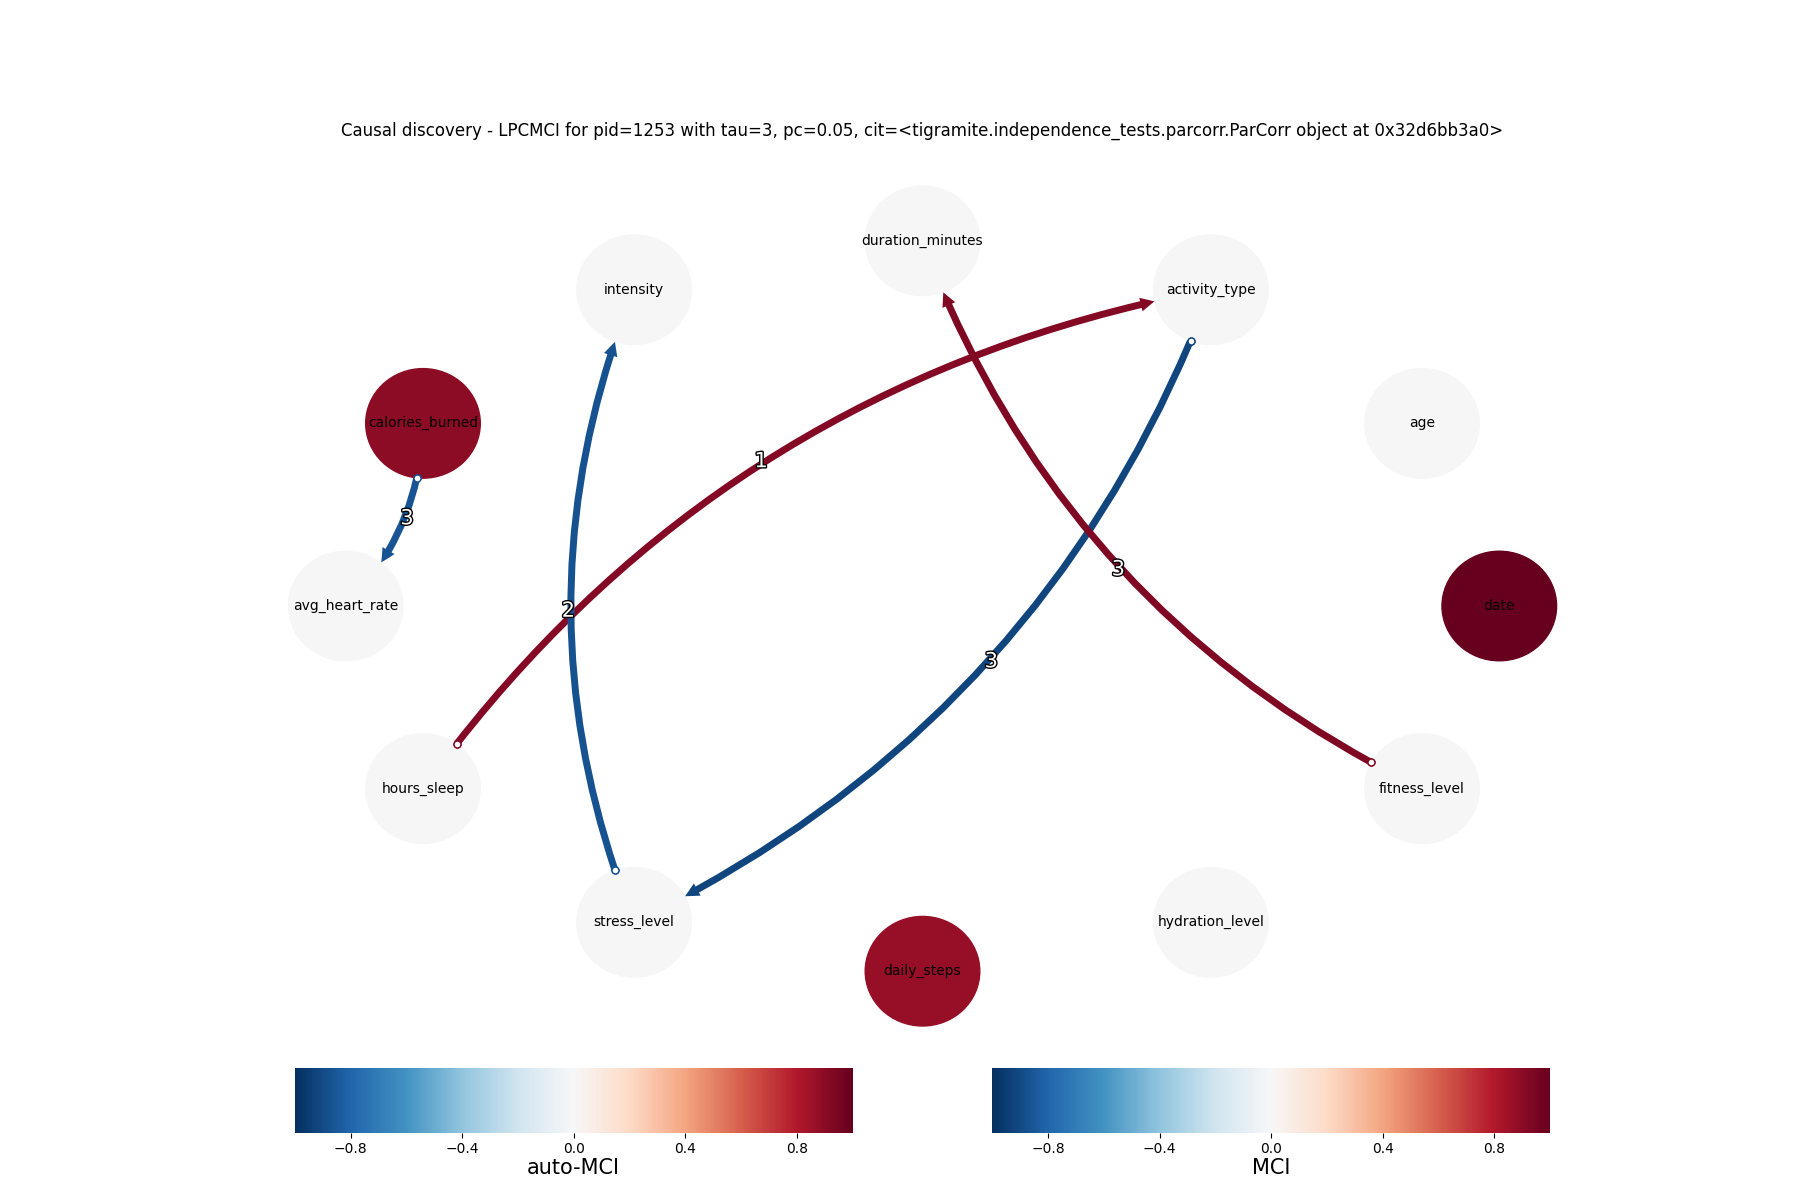 Causal discovery - LPCMCI for pid=1253 with tau=3, pc=0.05, cit=<tigramite.independence_tests.parcorr.ParCorr object at 0x32d6bb3a0>
duration_minutes
intensity
activity_type
calories_burned
age
1
3
3
avg_heart_rate
2
date
3
hours_sleep
fitness_level
stress_level
hydration_level
daily_steps
−0.8 −0.4 0.0 0.4 0.8
auto-MCI
−0.8 −0.4 0.0 0.4 0.8
MCI